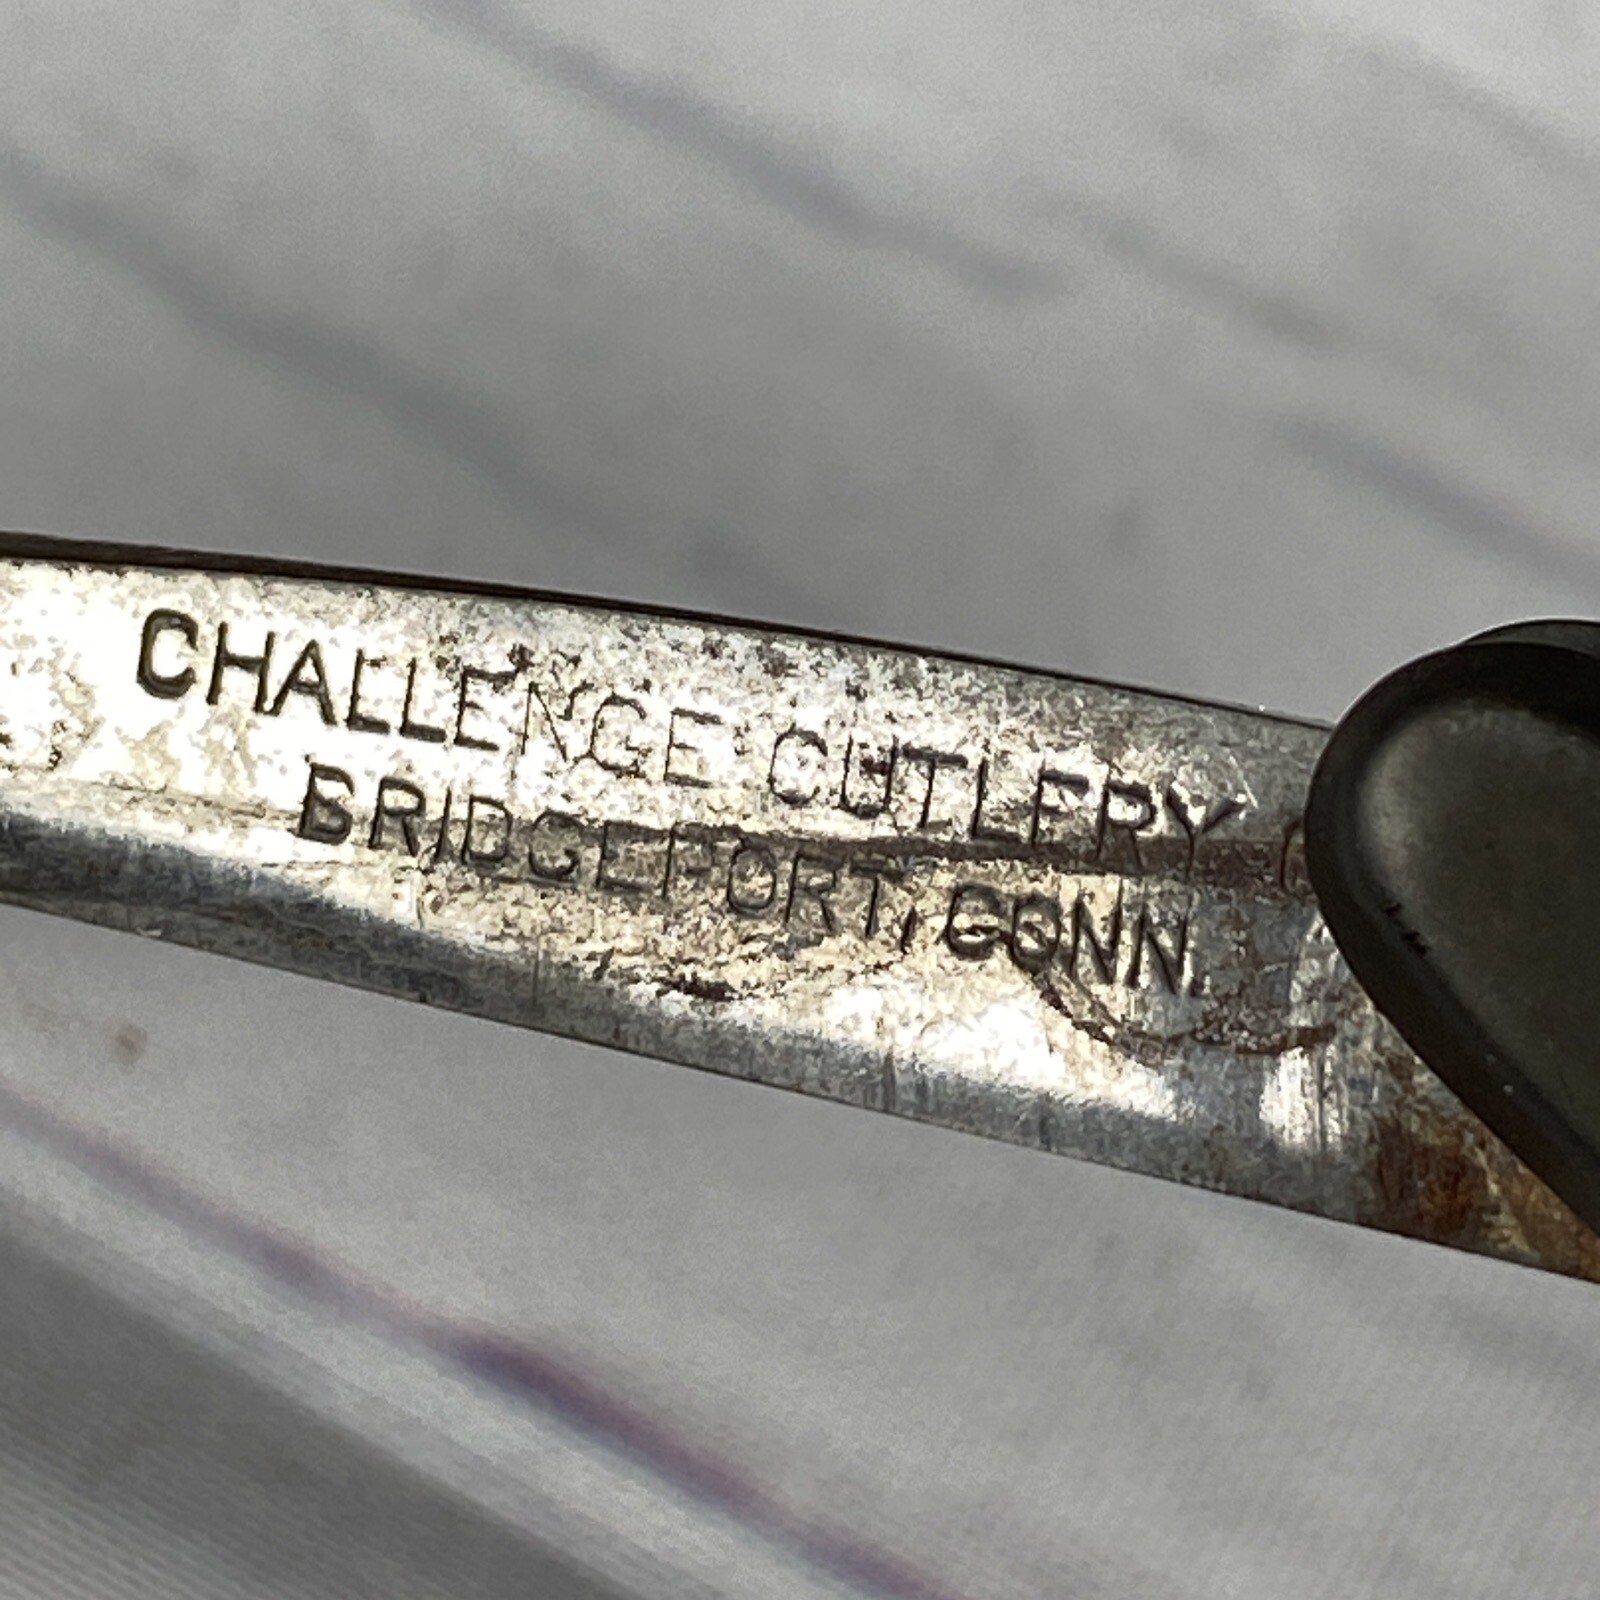 CHALLENGE CUTLERY
BRIDGEPORT, CONN.